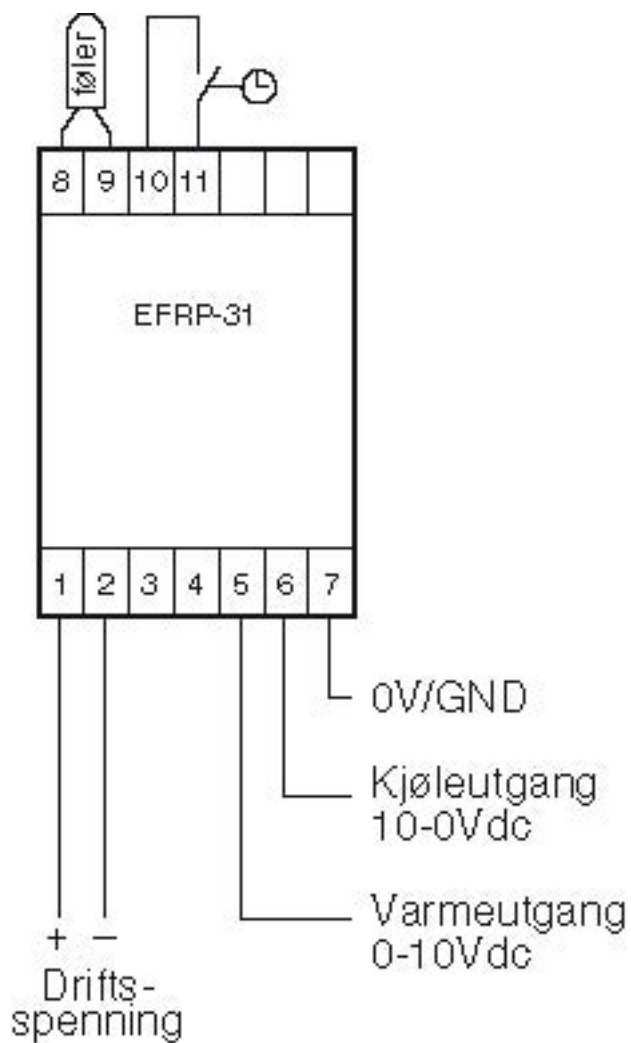 føler
8 9 10 11
EFRP-31
1 2 3 4 5 6 7
0V/GND
Kjøleutgang
10-0Vdc
Varmeutgang
0-10Vdc
+ −
Drifts-
spenning